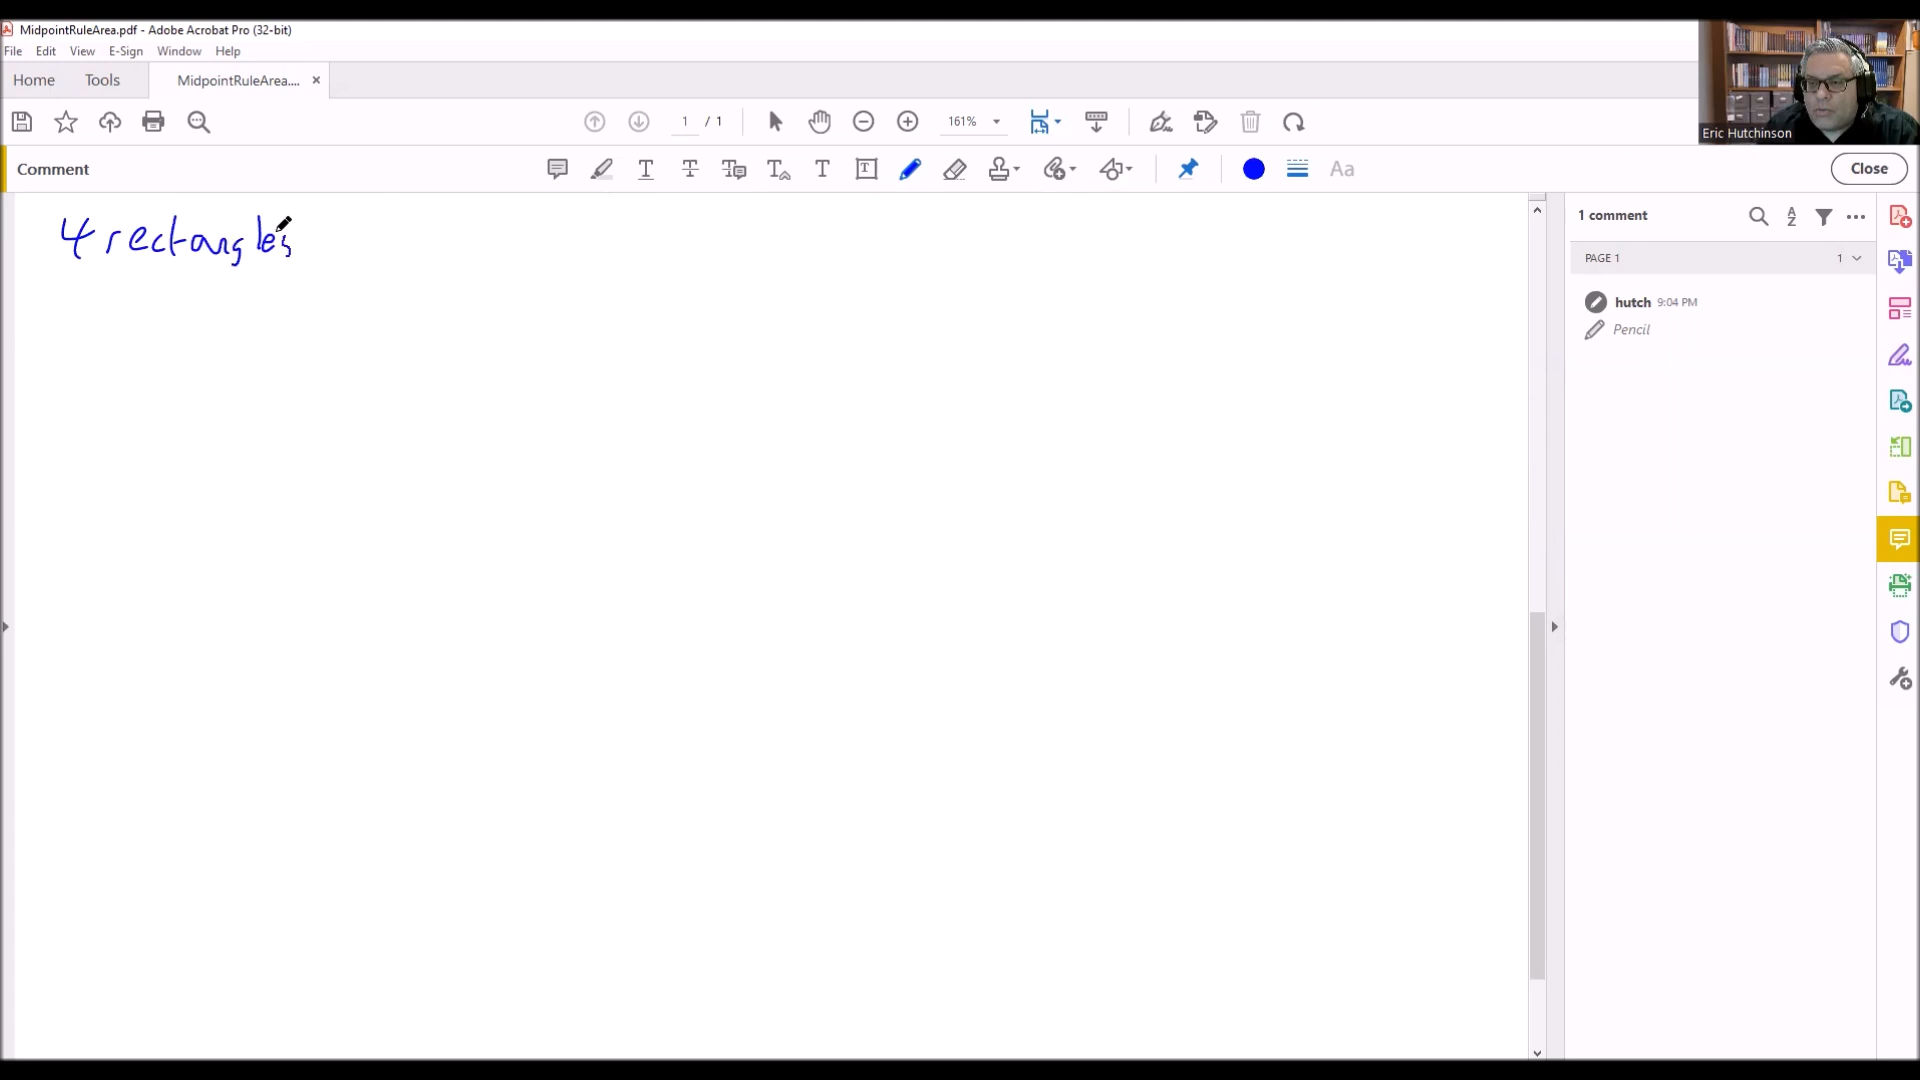 MidpointRuleArea.pdf - Adobe Acrobat Pro (32-bit)
File Edit View E-Sign Window Help
Home Tools MidpointRuleArea.... ×
1 / 1 161%
Eric Hutchinson
Comment
Aa
Close
4 rectangles
1 comment
PAGE 1 1
hutch 9:04 PM
Pencil